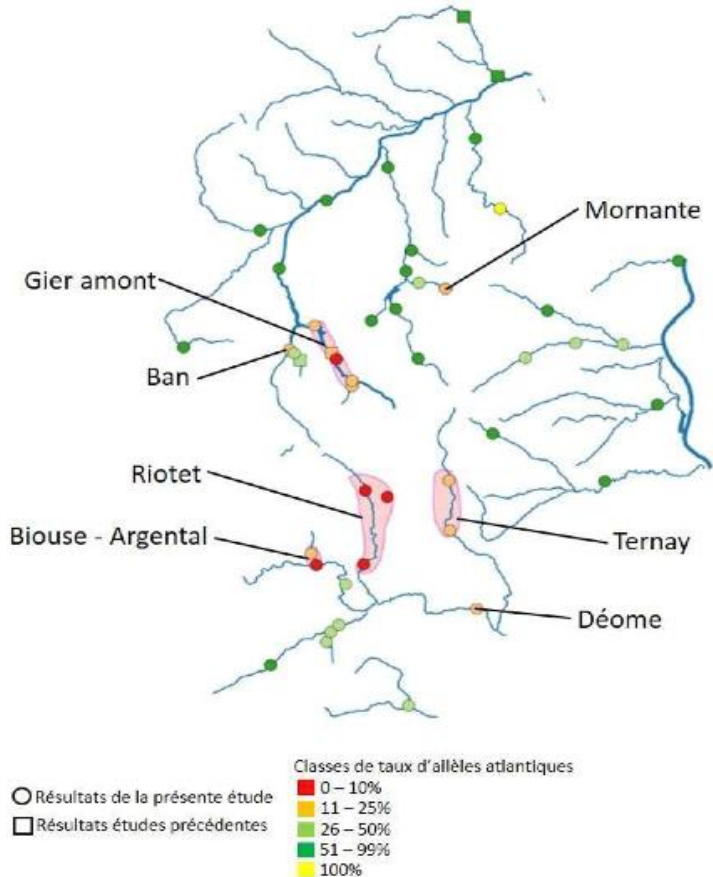 Mornante
Gier amont
Ban
Riotet
Biouse - Argental
Ternay
Déome
Classes de taux d'allèles atlantiques
0 – 10%
Résultats de la présente étude
11 – 25%
Résultats études précédentes
26 – 50%
51 – 99%
100%